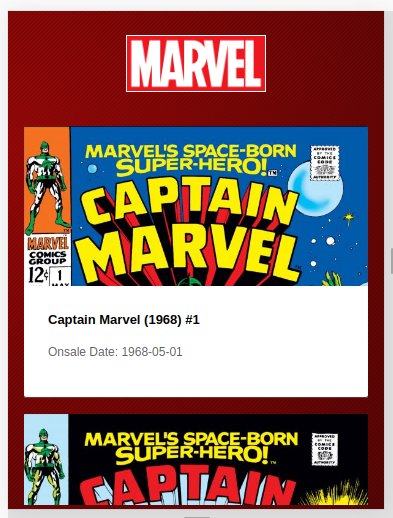 MARVEL
MARVEL'S SPACE-BORN
SUPER-HERO!™
APPROVED
BY THE
COMICS
CODE
AUTHORITY
CAPTAIN
MARVEL
MARVEL
COMICS
GROUP
12¢ 1
MAY
Captain Marvel (1968) #1
Onsale Date: 1968-05-01
MARVEL'S SPACE-BORN
SUPER-HERO!™
APPROVED
BY THE
COMICS
CODE
AUTHORITY
CAPTAIN